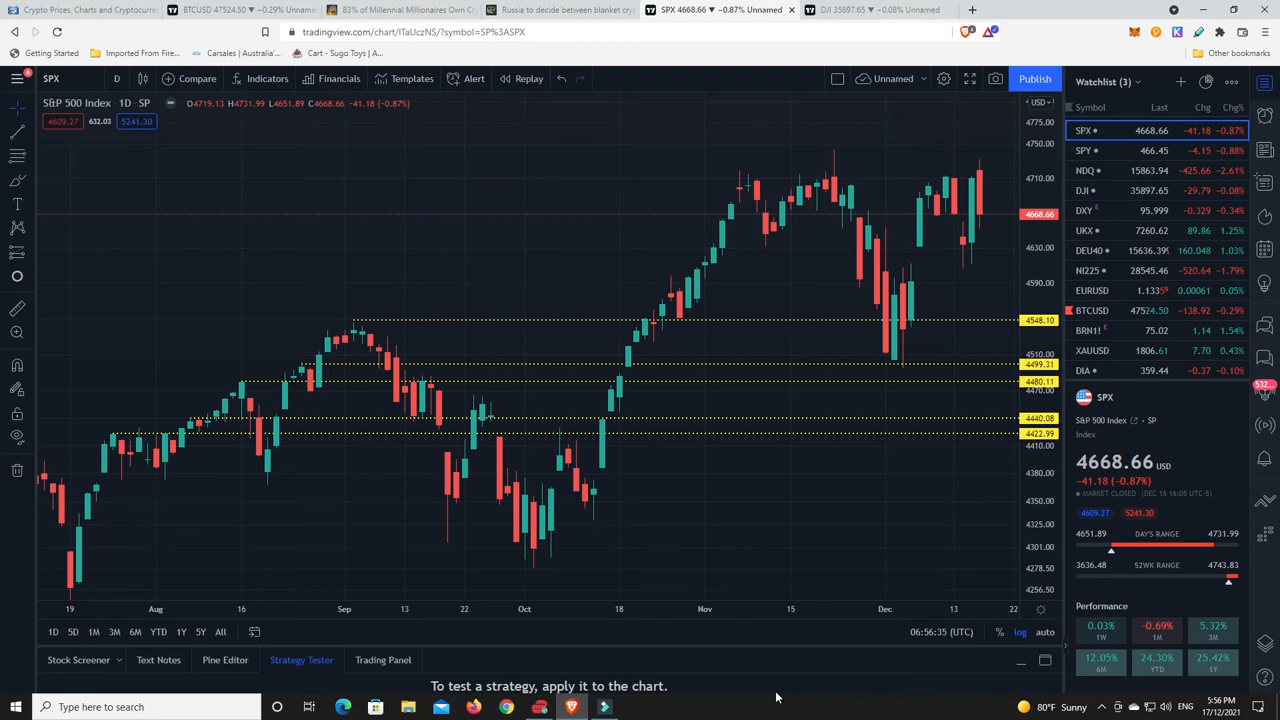 Crypto Prices, Charts and Cryptocurr
BTCUSD 47524.50 ▼ −0.29% Unname
83% of Millennial Millionaires Own Cr
Russia to decide between blanket cry
SPX 4668.66 ▼ −0.87% Unnamed
DJI 35897.65 ▼ −0.08% Unnamed
tradingview.com/chart/ITaUczNS/?symbol=SP%3ASPX
Getting Started
Imported From Fire...
Carsales | Australia'...
Cart - Sugo Toys | A...
Other bookmarks
SPX
D
Compare
Indicators
Financials
Templates
Alert
Replay
Unnamed
Publish
Watchlist (3)
S&P 500 Index · 1D · SP
O4719.13 H4731.99 L4651.89 C4668.66 −41.18 (−0.87%)
4609.27
632.03
5241.30
USD
4775.00
4750.00
4710.00
4668.66
4630.00
4590.00
4548.10
4510.00
4499.31
4480.11
4470.00
4440.08
4422.99
4410.00
4380.00
4350.00
4325.00
4301.00
4278.50
4256.50
19
Aug
16
Sep
13
22
Oct
18
Nov
15
Dec
13
22
1D
5D
1M
3M
6M
YTD
1Y
5Y
All
06:56:35 (UTC)
%
log
auto
Stock Screener
Text Notes
Pine Editor
Strategy Tester
Trading Panel
To test a strategy, apply it to the chart.
Symbol Last Chg Chg%
SPX 4668.66 −41.18 −0.87%
SPY 466.45 −4.15 −0.88%
NDQ 15863.94 −425.66 −2.61%
DJI 35897.65 −29.79 −0.08%
DXY E 95.999 −0.329 −0.34%
UKX 7260.62 89.86 1.25%
DEU40 15636.399 160.048 1.03%
NI225 28545.46 −520.64 −1.79%
EURUSD 1.13359 0.00061 0.05%
BTCUSD 47524.50 −138.92 −0.29%
BRN1! E 75.02 1.14 1.54%
XAUUSD 1806.61 7.70 0.43%
DIA 359.44 −0.37 −0.10%
SPX
S&P 500 Index · SP
Index
4668.66 USD
−41.18 (−0.87%)
MARKET CLOSED (DEC 16 16:05 UTC-5)
4609.27
5241.30
4651.89 DAY'S RANGE 4731.99
3636.48 52WK RANGE 4743.83
Performance
0.03% −0.69% 5.32%
1W 1M 3M
12.05% 24.30% 25.42%
6M YTD 1Y
532
Type here to search
80°F Sunny
5:56 PM
17/12/2021